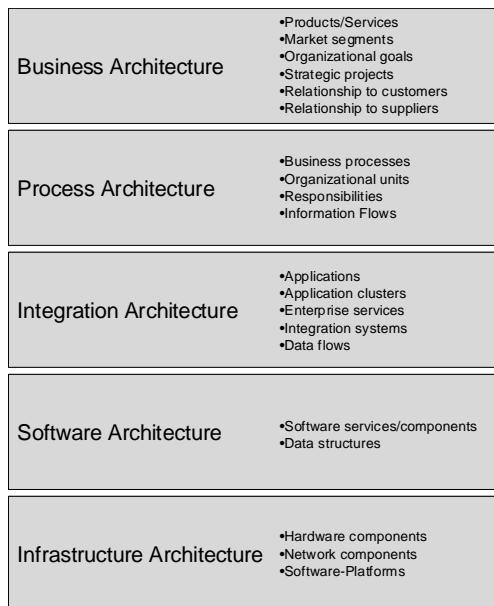 Business Architecture
•Products/Services
•Market segments
•Organizational goals
•Strategic projects
•Relationship to customers
•Relationship to suppliers
Process Architecture
•Business processes
•Organizational units
•Responsibilities
•Information Flows
Integration Architecture
•Applications
•Application clusters
•Enterprise services
•Integration systems
•Data flows
Software Architecture
•Software services/components
•Data structures
Infrastructure Architecture
•Hardware components
•Network components
•Software-Platforms